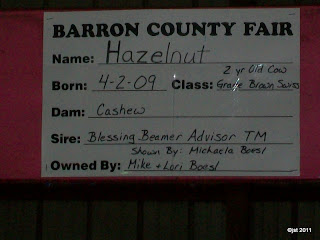 BARRON COUNTY FAIR
Name: Hazelnut
2 yr Old Cow
Born: 4-2-09 Class: Grade Brown Swiss
Dam: Cashew
Sire: Blessing Beamer Advisor TM
Shown By: Michaela Boesl
Owned By: Mike + Lori Boesl
©jst 2011